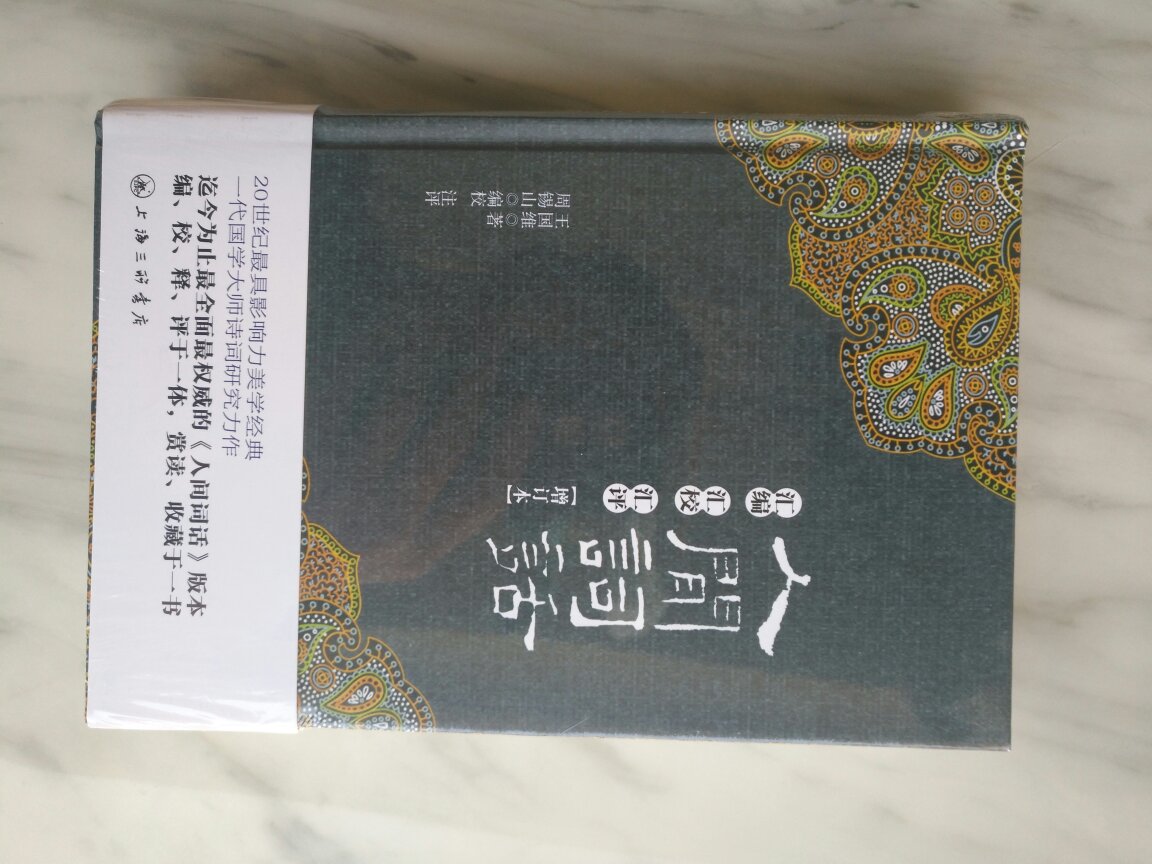 人間詞話
汇编
汇校
汇评
[增订本]
王国维◎著
周锡山◎编校
注评
20世纪最具影响力美学经典
一代国学大师诗词研究力作
迄今为止最全面最权威的《人间词话》版本
编、校、释、评于一体，赏读、收藏于一书
上海三联书店